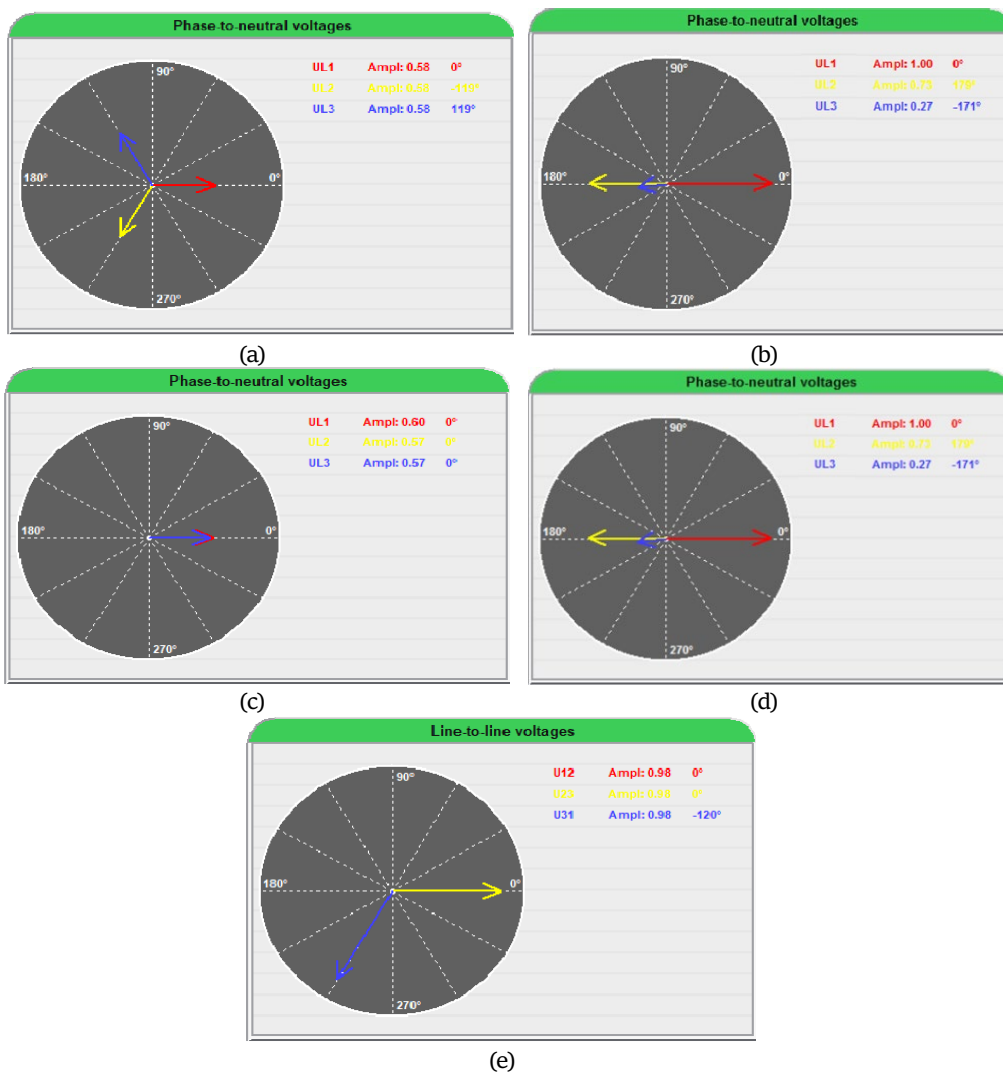 Phase-to-neutral voltages
90°
180°
0°
270°
UL1 Ampl: 0.58 0°
UL2 Ampl: 0.58 -119°
UL3 Ampl: 0.58 119°
(a)
Phase-to-neutral voltages
90°
180°
0°
270°
UL1 Ampl: 1.00 0°
UL2 Ampl: 0.73 179°
UL3 Ampl: 0.27 -171°
(b)
Phase-to-neutral voltages
90°
180°
0°
270°
UL1 Ampl: 0.60 0°
UL2 Ampl: 0.57 0°
UL3 Ampl: 0.57 0°
(c)
Phase-to-neutral voltages
90°
180°
0°
270°
UL1 Ampl: 1.00 0°
UL2 Ampl: 0.73 179°
UL3 Ampl: 0.27 -171°
(d)
Line-to-line voltages
90°
180°
0°
270°
U12 Ampl: 0.98 0°
U23 Ampl: 0.98 0°
U31 Ampl: 0.98 -120°
(e)